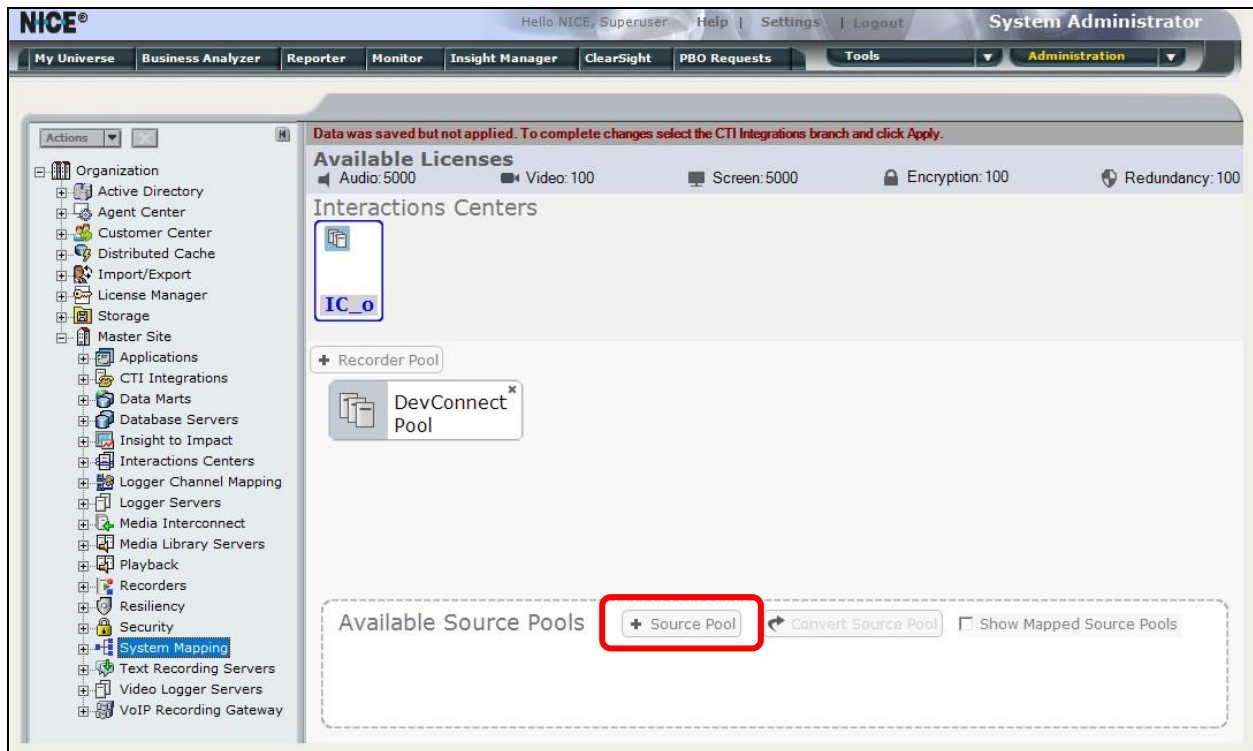 NICE®
Hello NICE, Superuser Help | Settings | Logout System Administrator
My Universe Business Analyzer Reporter Monitor Insight Manager ClearSight PBO Requests Tools Administration
Actions
Organization
Active Directory
Agent Center
Customer Center
Distributed Cache
Import/Export
License Manager
Storage
Master Site
Applications
CTI Integrations
Data Marts
Database Servers
Insight to Impact
Interactions Centers
Logger Channel Mapping
Logger Servers
Media Interconnect
Media Library Servers
Playback
Recorders
Resiliency
Security
System Mapping
Text Recording Servers
Video Logger Servers
VoIP Recording Gateway
Data was saved but not applied. To complete changes select the CTI Integrations branch and click Apply.
Available Licenses
Audio: 5000 Video: 100 Screen: 5000 Encryption: 100 Redundancy: 100
Interactions Centers
IC_o
+ Recorder Pool
DevConnect
Pool
Available Source Pools + Source Pool Convert Source Pool Show Mapped Source Pools